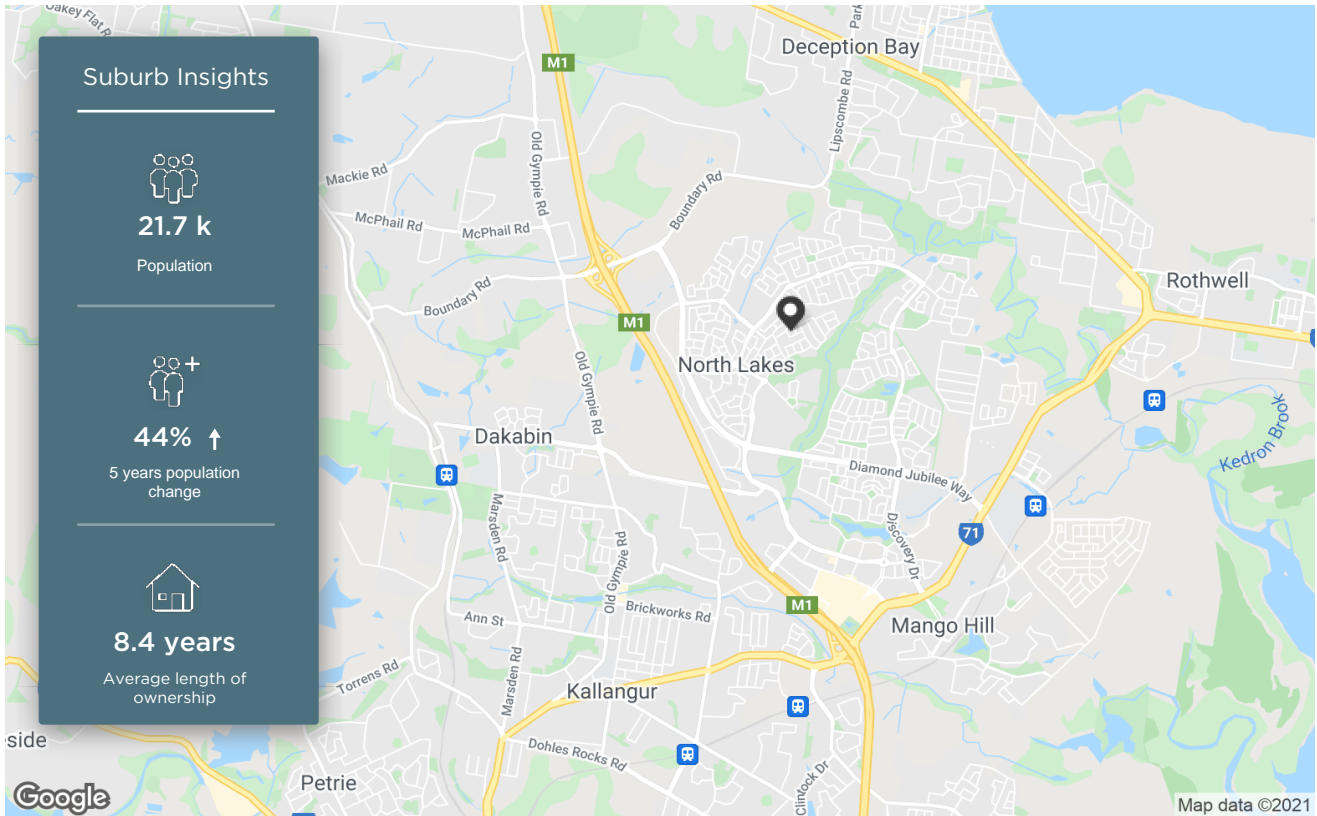 Suburb Insights
21.7 k
Population
44%
5 years population
change
8.4 years
Average length of
ownership
Oakey Flat R
M1
Deception Bay
Lipscombe Rd
Old Gympie Rd
Mackie Rd
McPhail Rd
McPhail Rd
Boundary Rd
Boundary Rd
Rothwell
M1
North Lakes
Old Gympie Rd
Dakabin
Kedron Brook
Diamond Jubilee Way
Marsden Rd
Discovery Dr
71
Old Gympie Rd
M1
Brickworks Rd
Ann St
Mango Hill
Torrens Rd
Marsden Rd
Kallangur
eside
Dohles Rocks Rd
Petrie
Google
Map data ©2021